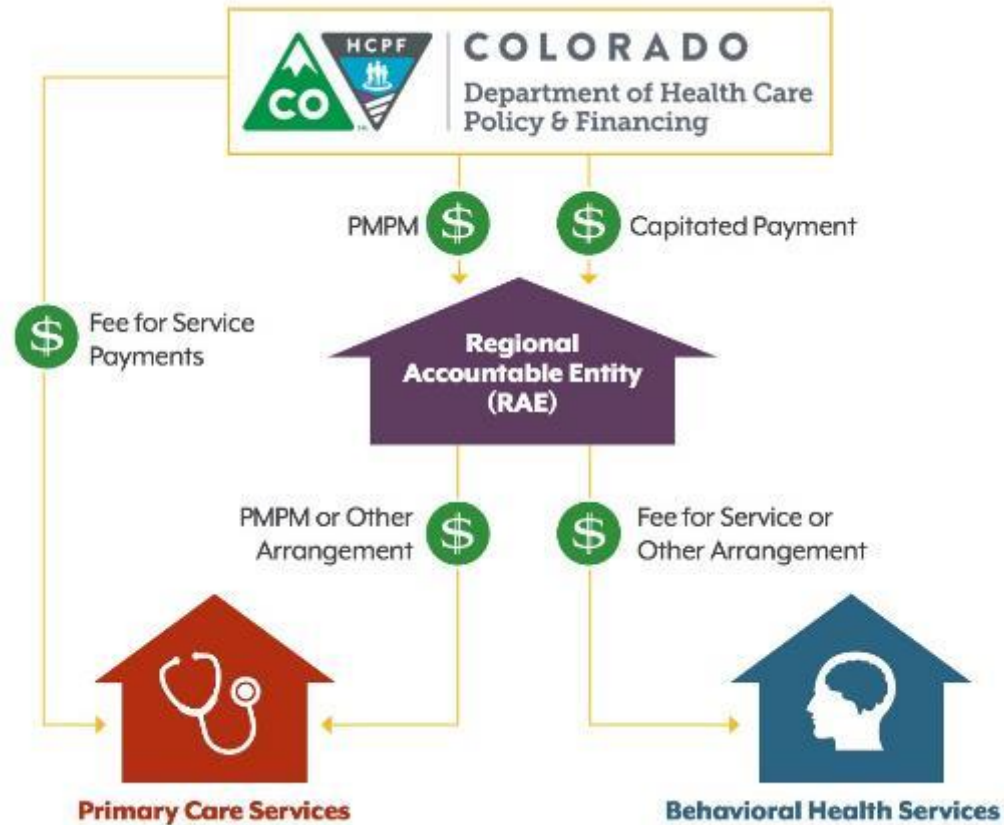 HCPF
CO
COLORADO
Department of Health Care
Policy & Financing
PMPM
$
$
Capitated Payment
$
Fee for Service
Payments
Regional
Accountable Entity
(RAE)
PMPM or Other
Arrangement
$
$
Fee for Service or
Other Arrangement
Primary Care Services
Behavioral Health Services